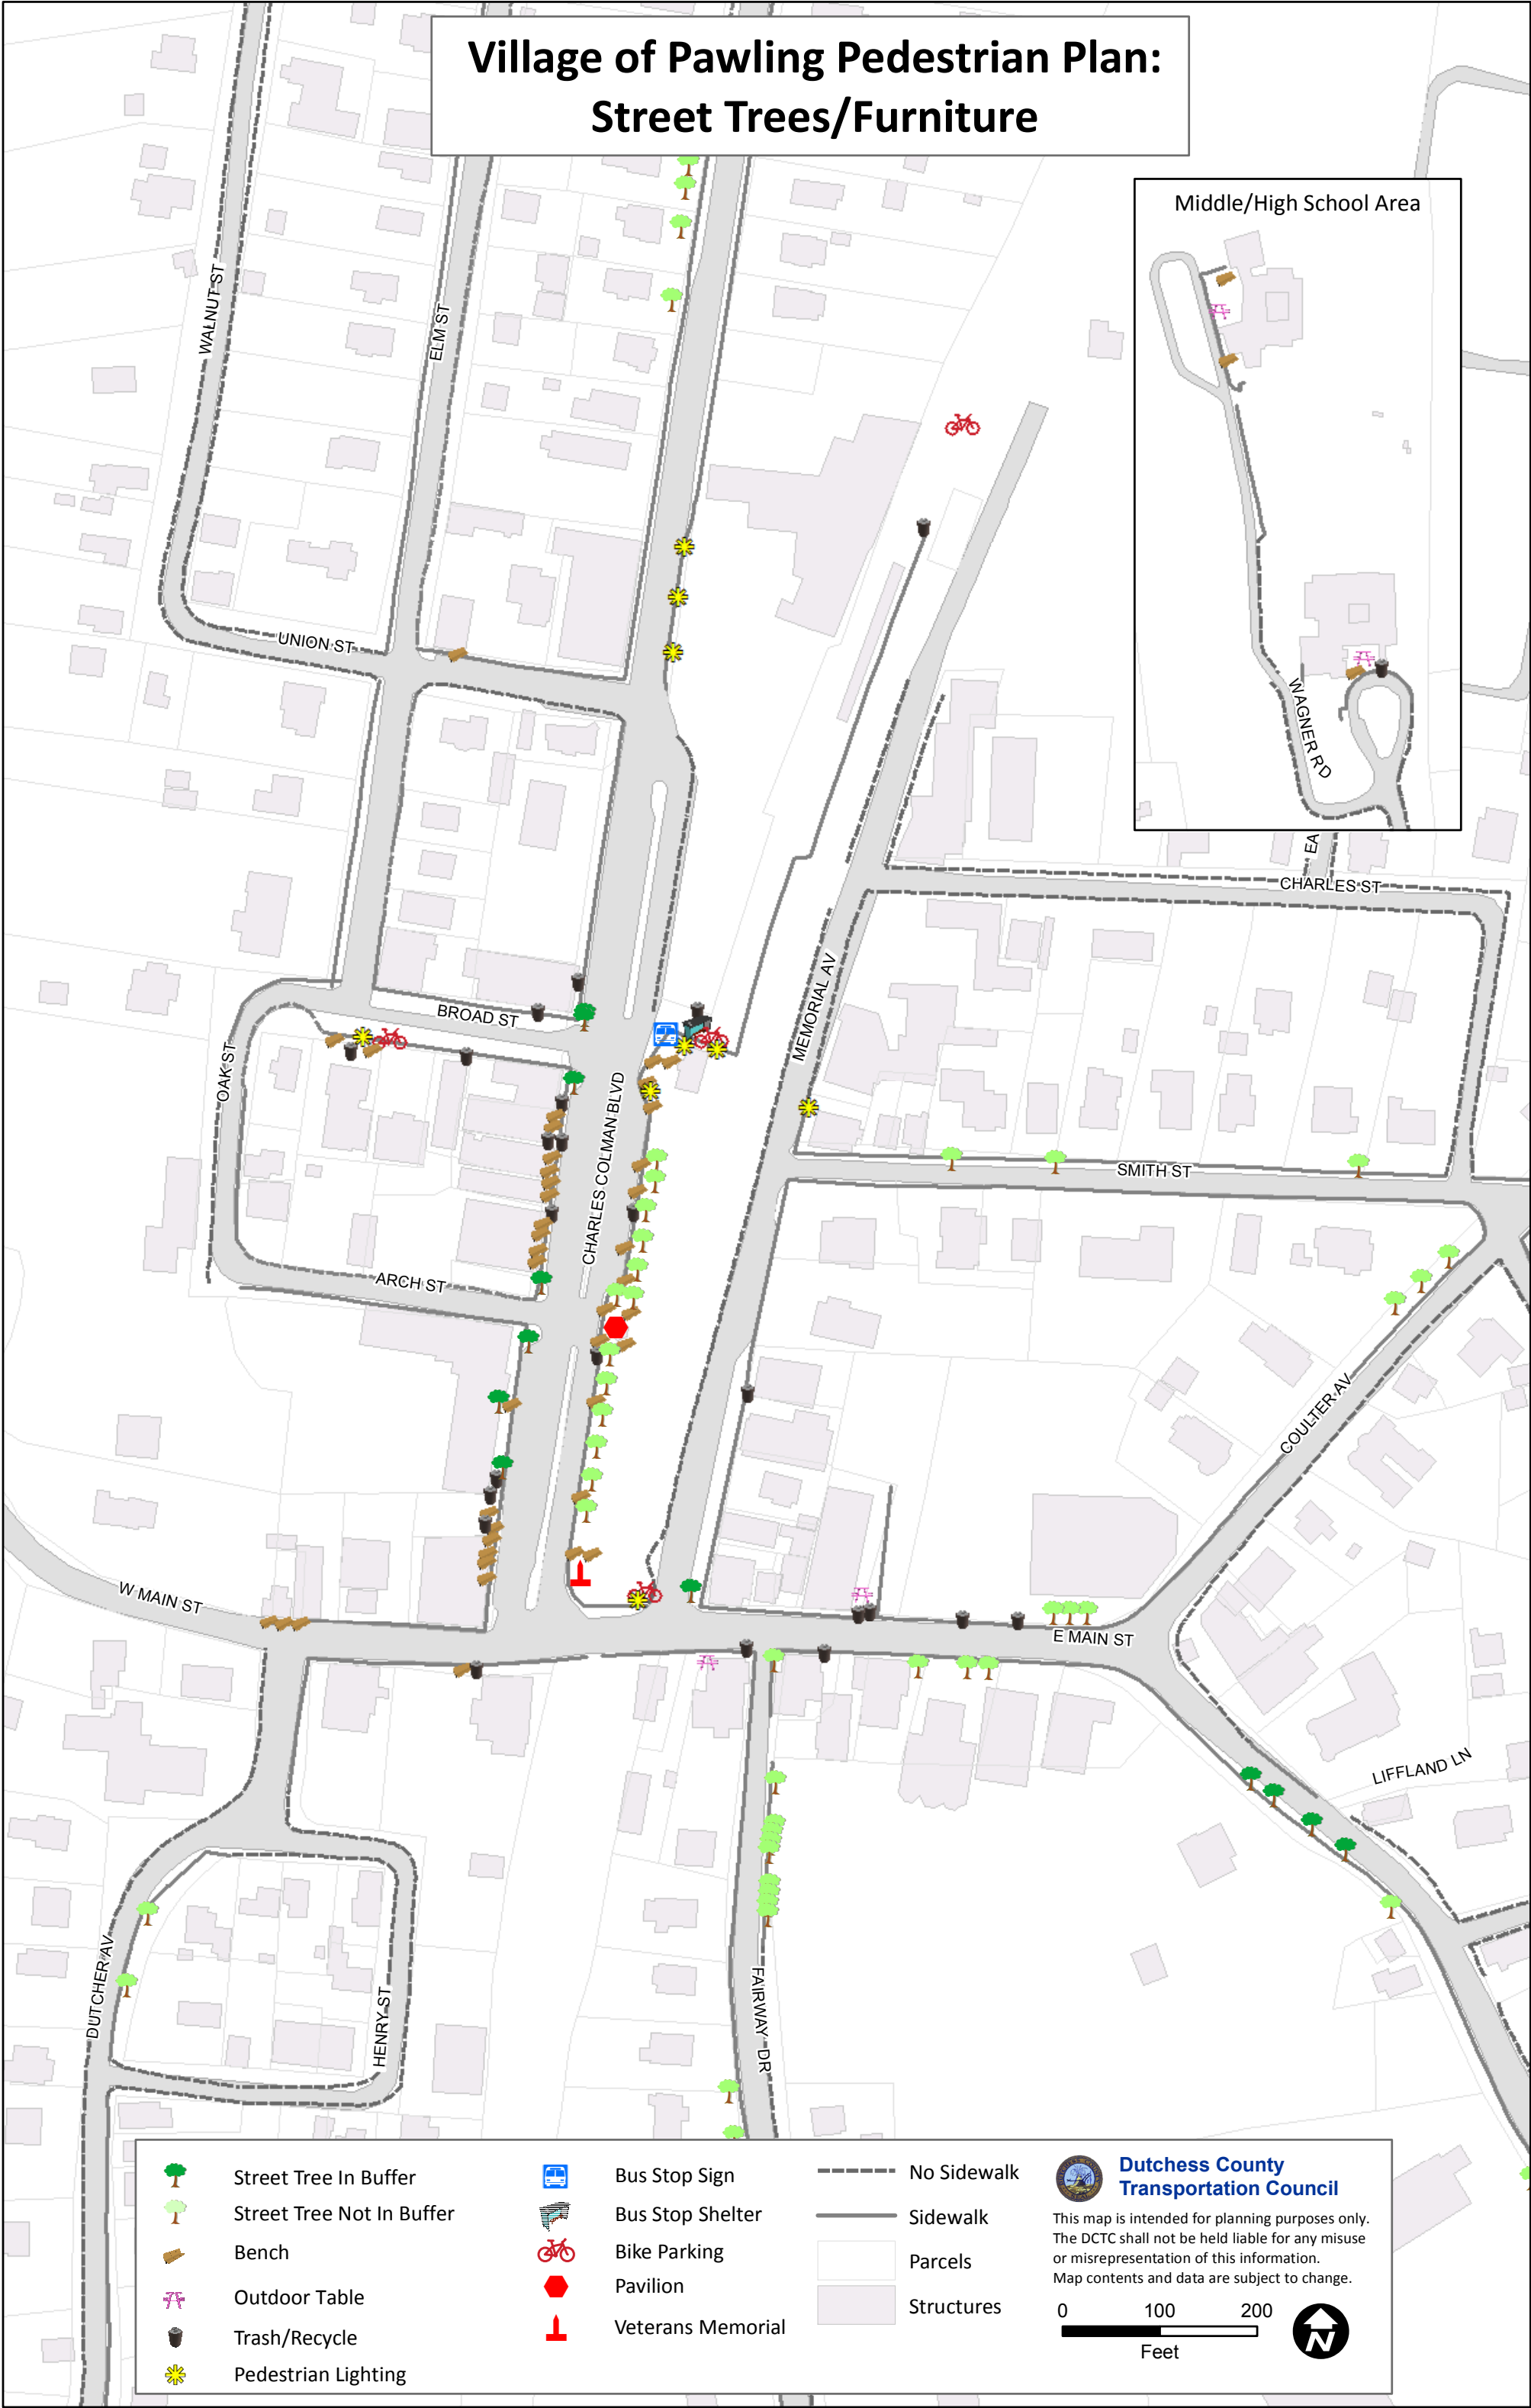 Village of Pawling Pedestrian Plan:
Street Trees/Furniture
Middle/High School Area
WALNUT ST
ELM ST
UNION ST
WAGNER RD
EA
CHARLES ST
BROAD ST
MEMORIAL AV
OAK ST
CHARLES COLMAN BLVD
SMITH ST
ARCH ST
COULTER AV
W MAIN ST
E MAIN ST
LIFFLAND LN
DUTCHER AV
HENRY ST
FAIRWAY DR
Street Tree In Buffer
Street Tree Not In Buffer
Bench
Outdoor Table
Trash/Recycle
Pedestrian Lighting
Bus Stop Sign
Bus Stop Shelter
Bike Parking
Pavilion
Veterans Memorial
No Sidewalk
Sidewalk
Parcels
Structures
Dutchess County
Transportation Council
This map is intended for planning purposes only.
The DCTC shall not be held liable for any misuse
or misrepresentation of this information.
Map contents and data are subject to change.
0 100 200
Feet
N